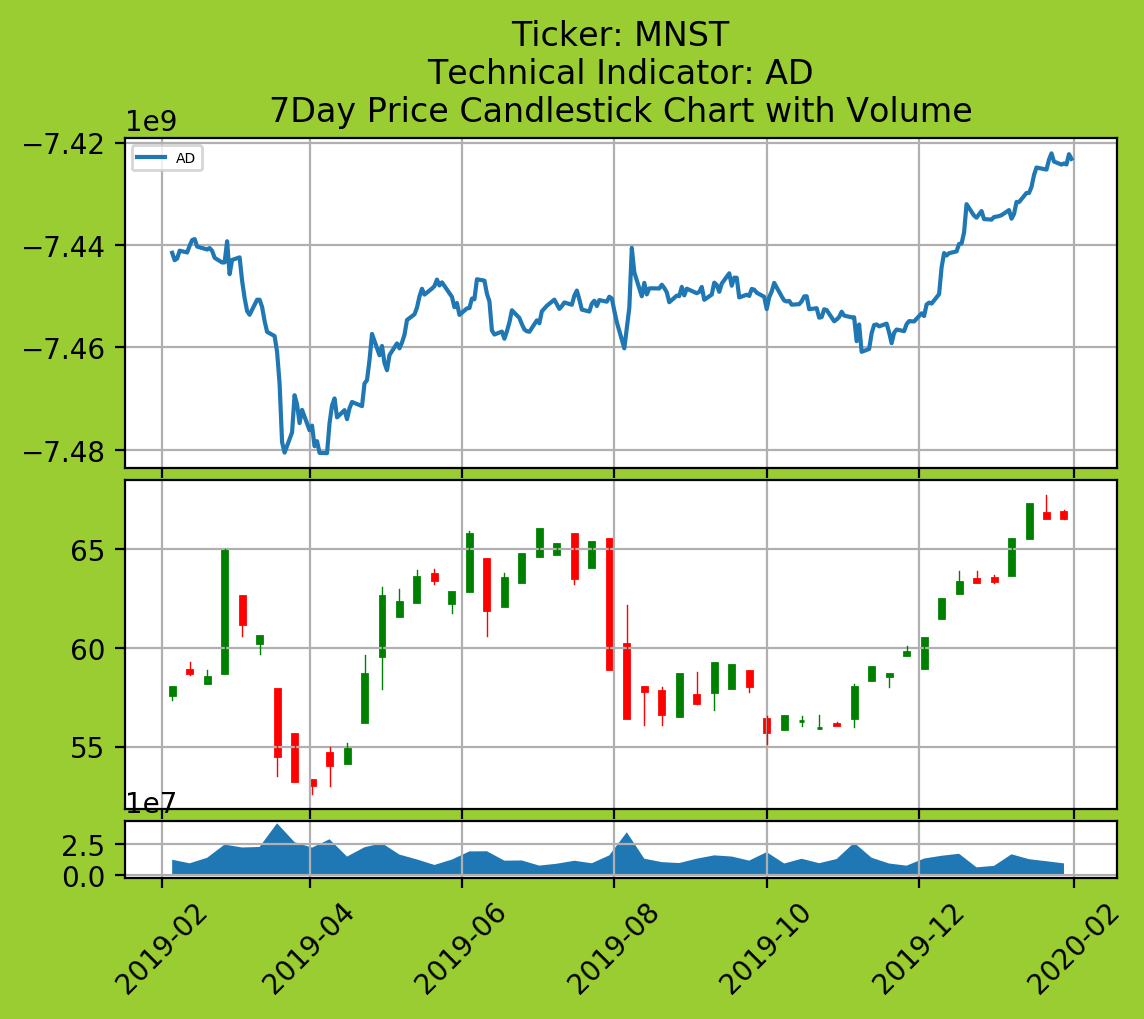 Ticker: MNST
Technical Indicator: AD
7Day Price Candlestick Chart with Volume
1e9
−7.42
AD
−7.44
−7.46
−7.48
65
60
55
1e7
2.5
0.0
2019-02
2019-04
2019-06
2019-08
2019-10
2019-12
2020-02